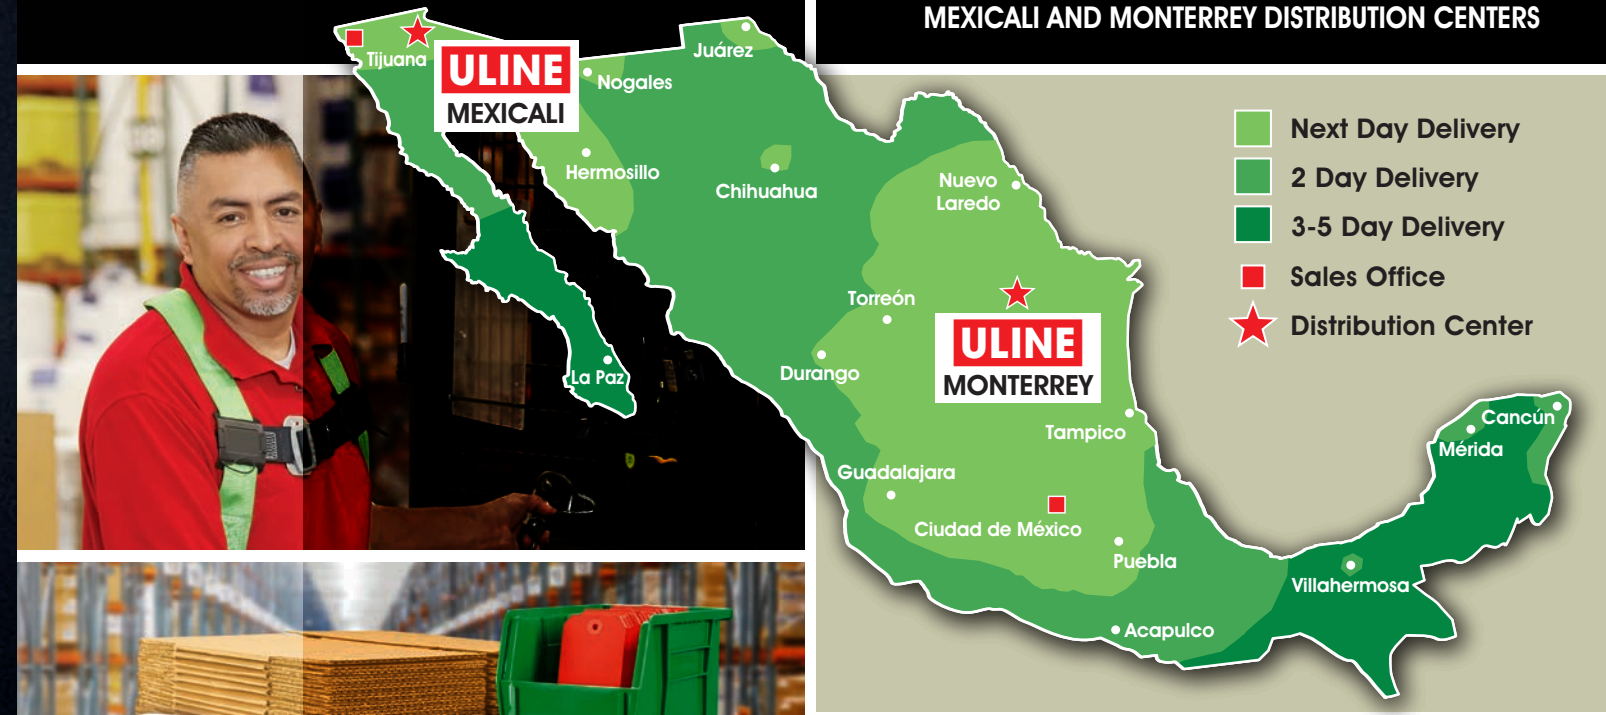 MEXICALI AND MONTERREY DISTRIBUTION CENTERS
Tijuana
ULINE
MEXICALI
Nogales
Juárez
Hermosillo
Chihuahua
Nuevo
Laredo
Torreón
Durango
La Paz
ULINE
MONTERREY
Tampico
Guadalajara
Ciudad de México
Puebla
Acapulco
Villahermosa
Cancún
Mérida
Next Day Delivery
2 Day Delivery
3-5 Day Delivery
Sales Office
Distribution Center